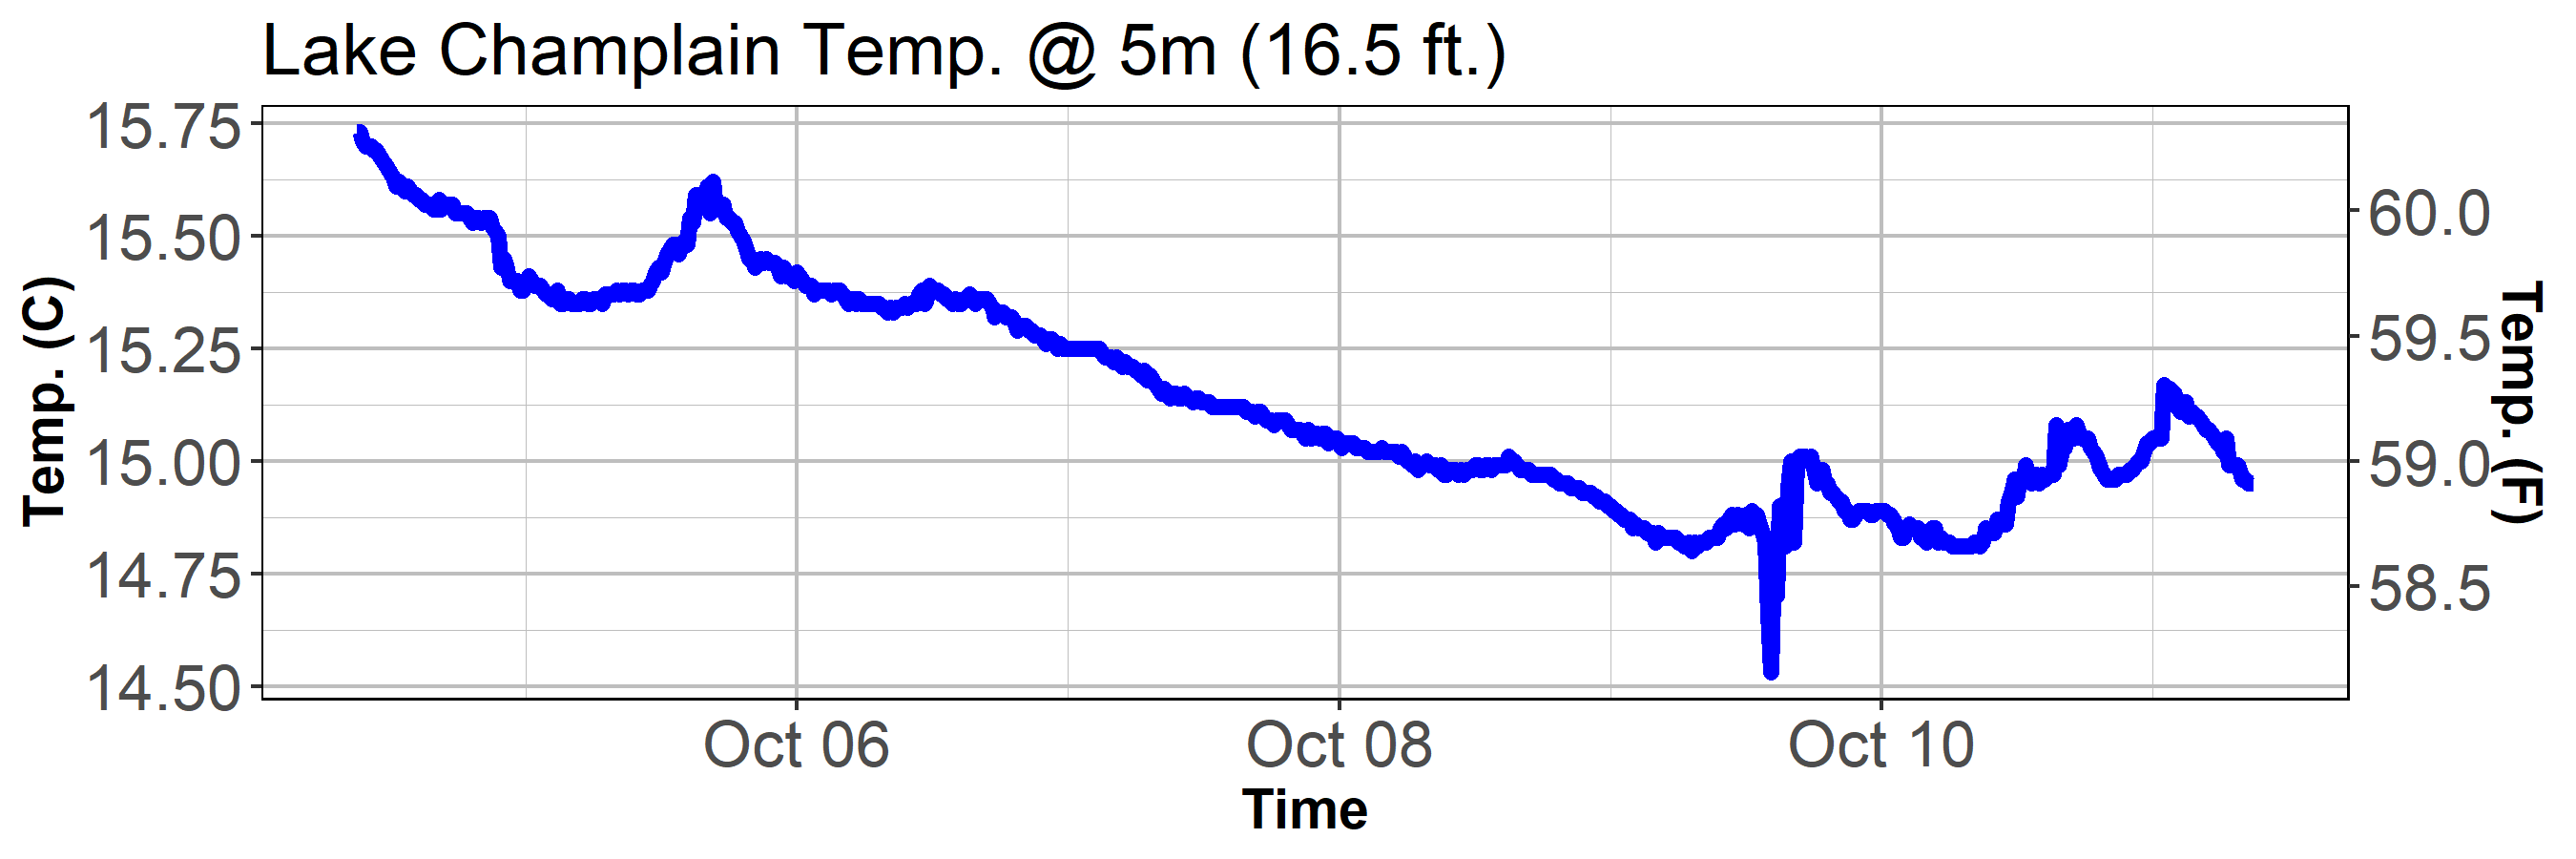 Lake Champlain Temp. @ 5m (16.5 ft.)
Temp. (C)
15.75
15.50
15.25
15.00
14.75
14.50
60.0
59.5
59.0
58.5
Temp. (F)
Oct 06 Oct 08 Oct 10
Time